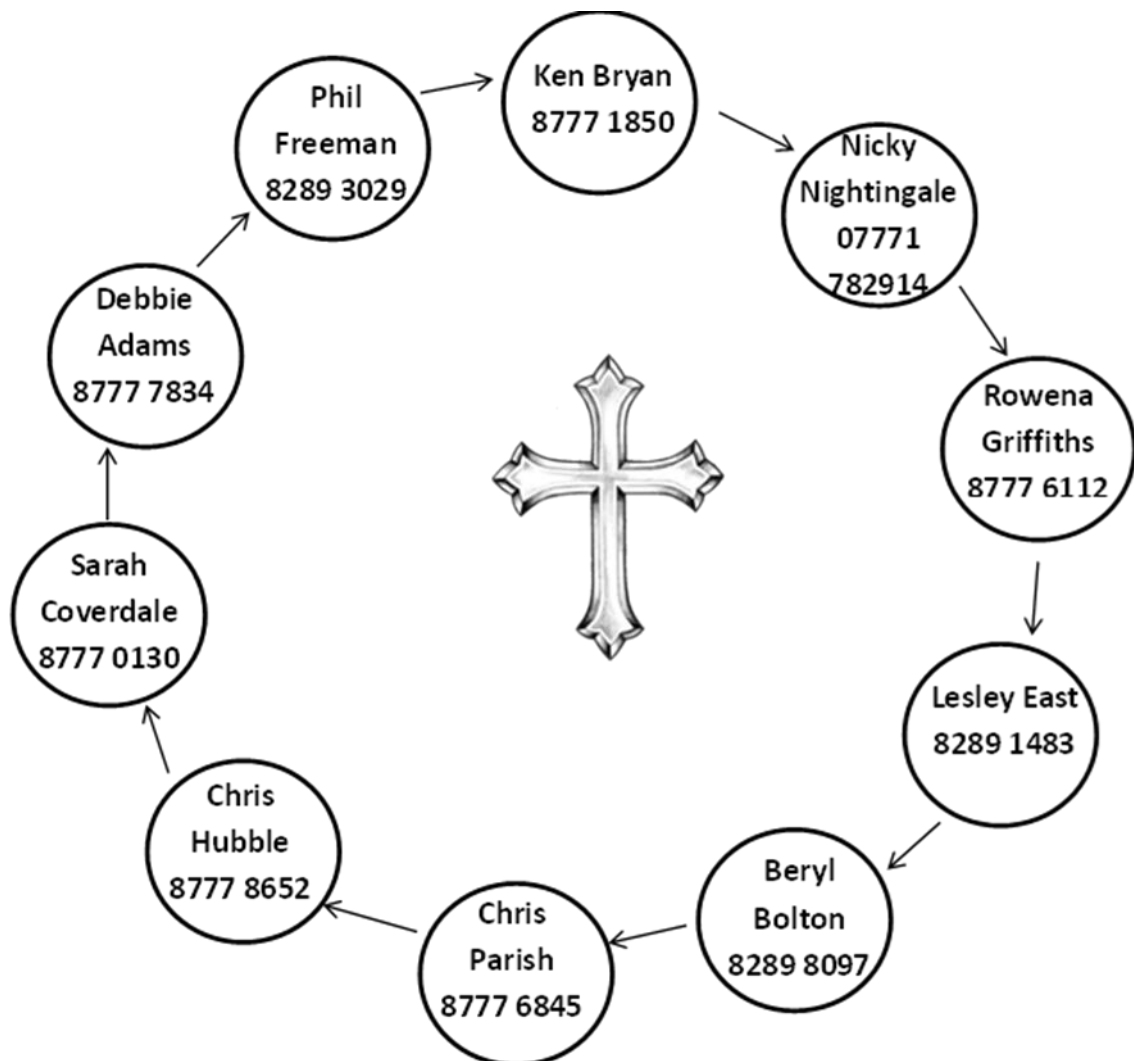 Ken Bryan
8777 1850
Nicky
Nightingale
07771
782914
Rowena
Griffiths
8777 6112
Lesley East
8289 1483
Beryl
Bolton
8289 8097
Chris
Parish
8777 6845
Chris
Hubble
8777 8652
Sarah
Coverdale
8777 0130
Debbie
Adams
8777 7834
Phil
Freeman
8289 3029